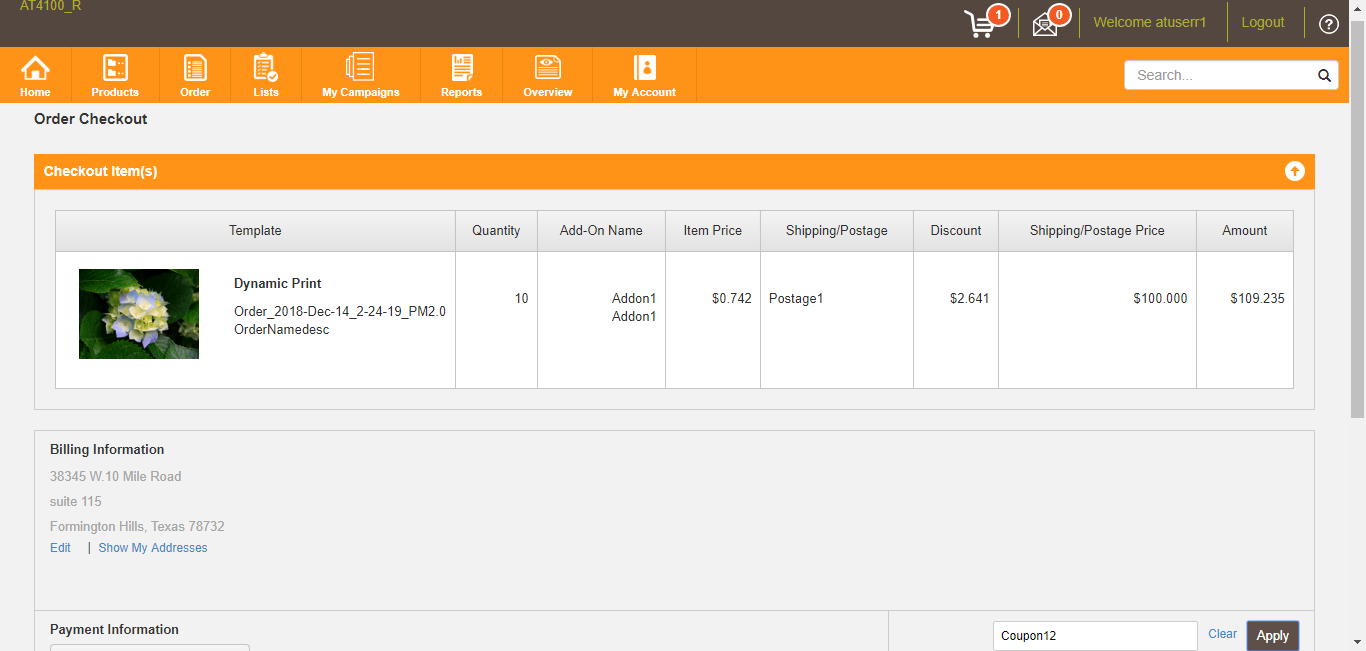 AT4100_R
1
0
Welcome atuserr1
Logout
?
Home
Products
Order
Lists
My Campaigns
Reports
Overview
My Account
Search...
Order Checkout
Checkout Item(s)
Template Quantity Add-On Name Item Price Shipping/Postage Discount Shipping/Postage Price Amount
Dynamic Print
Order_2018-Dec-14_2-24-19_PM2.0
OrderNamedesc
10
Addon1
Addon1
$0.742
Postage1
$2.641
$100.000
$109.235
Billing Information
38345 W.10 Mile Road
suite 115
Formington Hills, Texas 78732
Edit | Show My Addresses
Payment Information
Coupon12
Clear
Apply